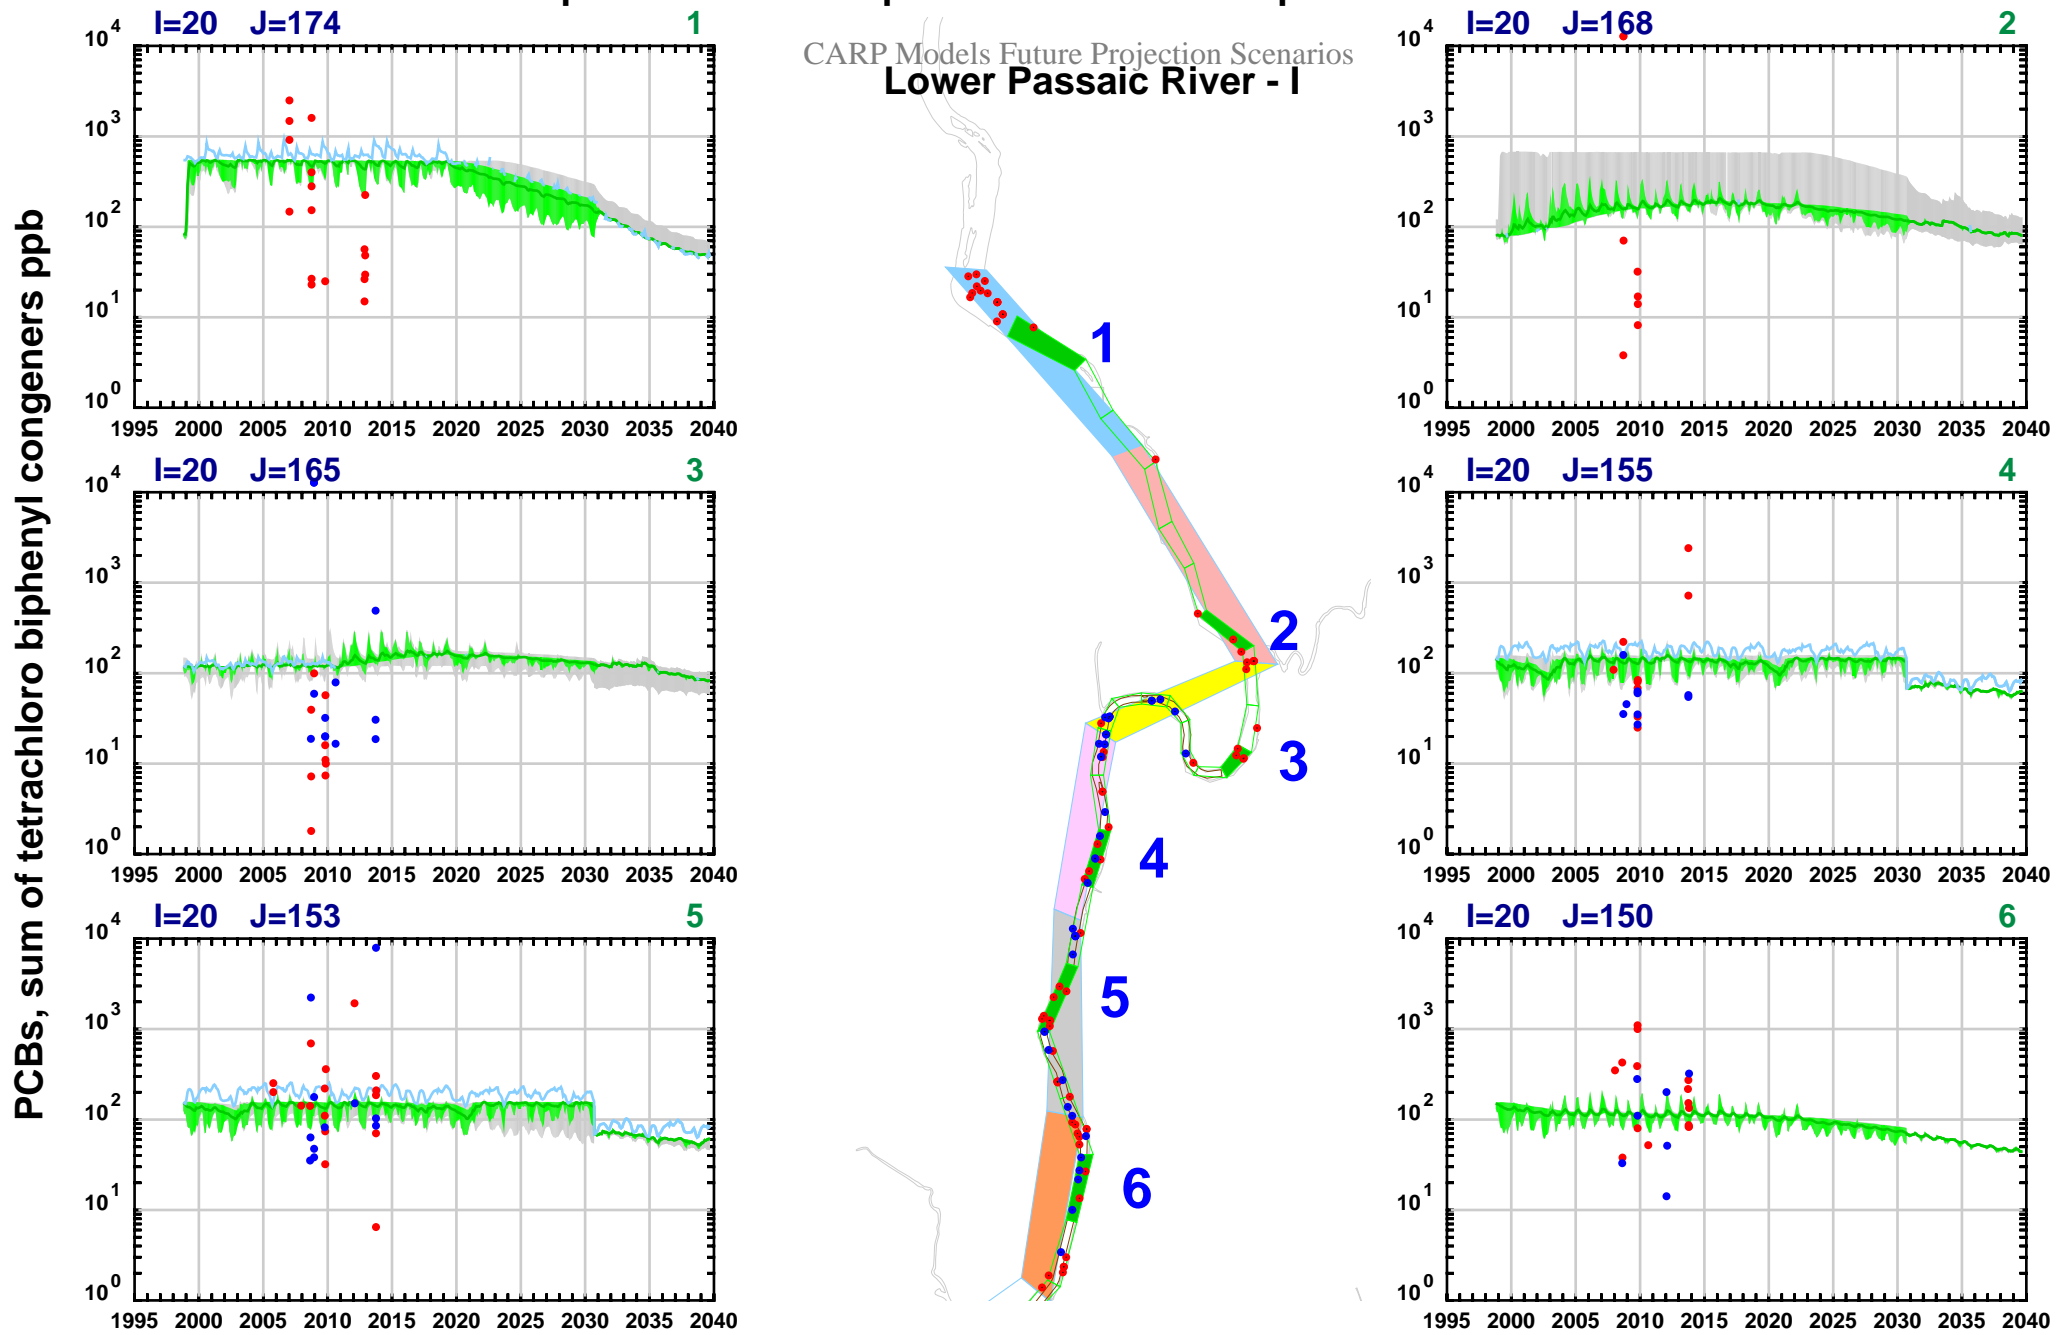 CARP Models Future Projection Scenarios
Lower Passaic River - I
PCBs, sum of tetrachloro biphenyl congeners ppb
I=20 J=174 1
10^4
10^3
10^2
10^1
10^0
1995 2000 2005 2010 2015 2020 2025 2030 2035 2040
I=20 J=168 2
10^4
10^3
10^2
10^1
10^0
1995 2000 2005 2010 2015 2020 2025 2030 2035 2040
I=20 J=165 3
10^4
10^3
10^2
10^1
10^0
1995 2000 2005 2010 2015 2020 2025 2030 2035 2040
I=20 J=155 4
10^4
10^3
10^2
10^1
10^0
1995 2000 2005 2010 2015 2020 2025 2030 2035 2040
I=20 J=153 5
10^4
10^3
10^2
10^1
10^0
1995 2000 2005 2010 2015 2020 2025 2030 2035 2040
I=20 J=150 6
10^4
10^3
10^2
10^1
10^0
1995 2000 2005 2010 2015 2020 2025 2030 2035 2040
1
2
3
4
5
6